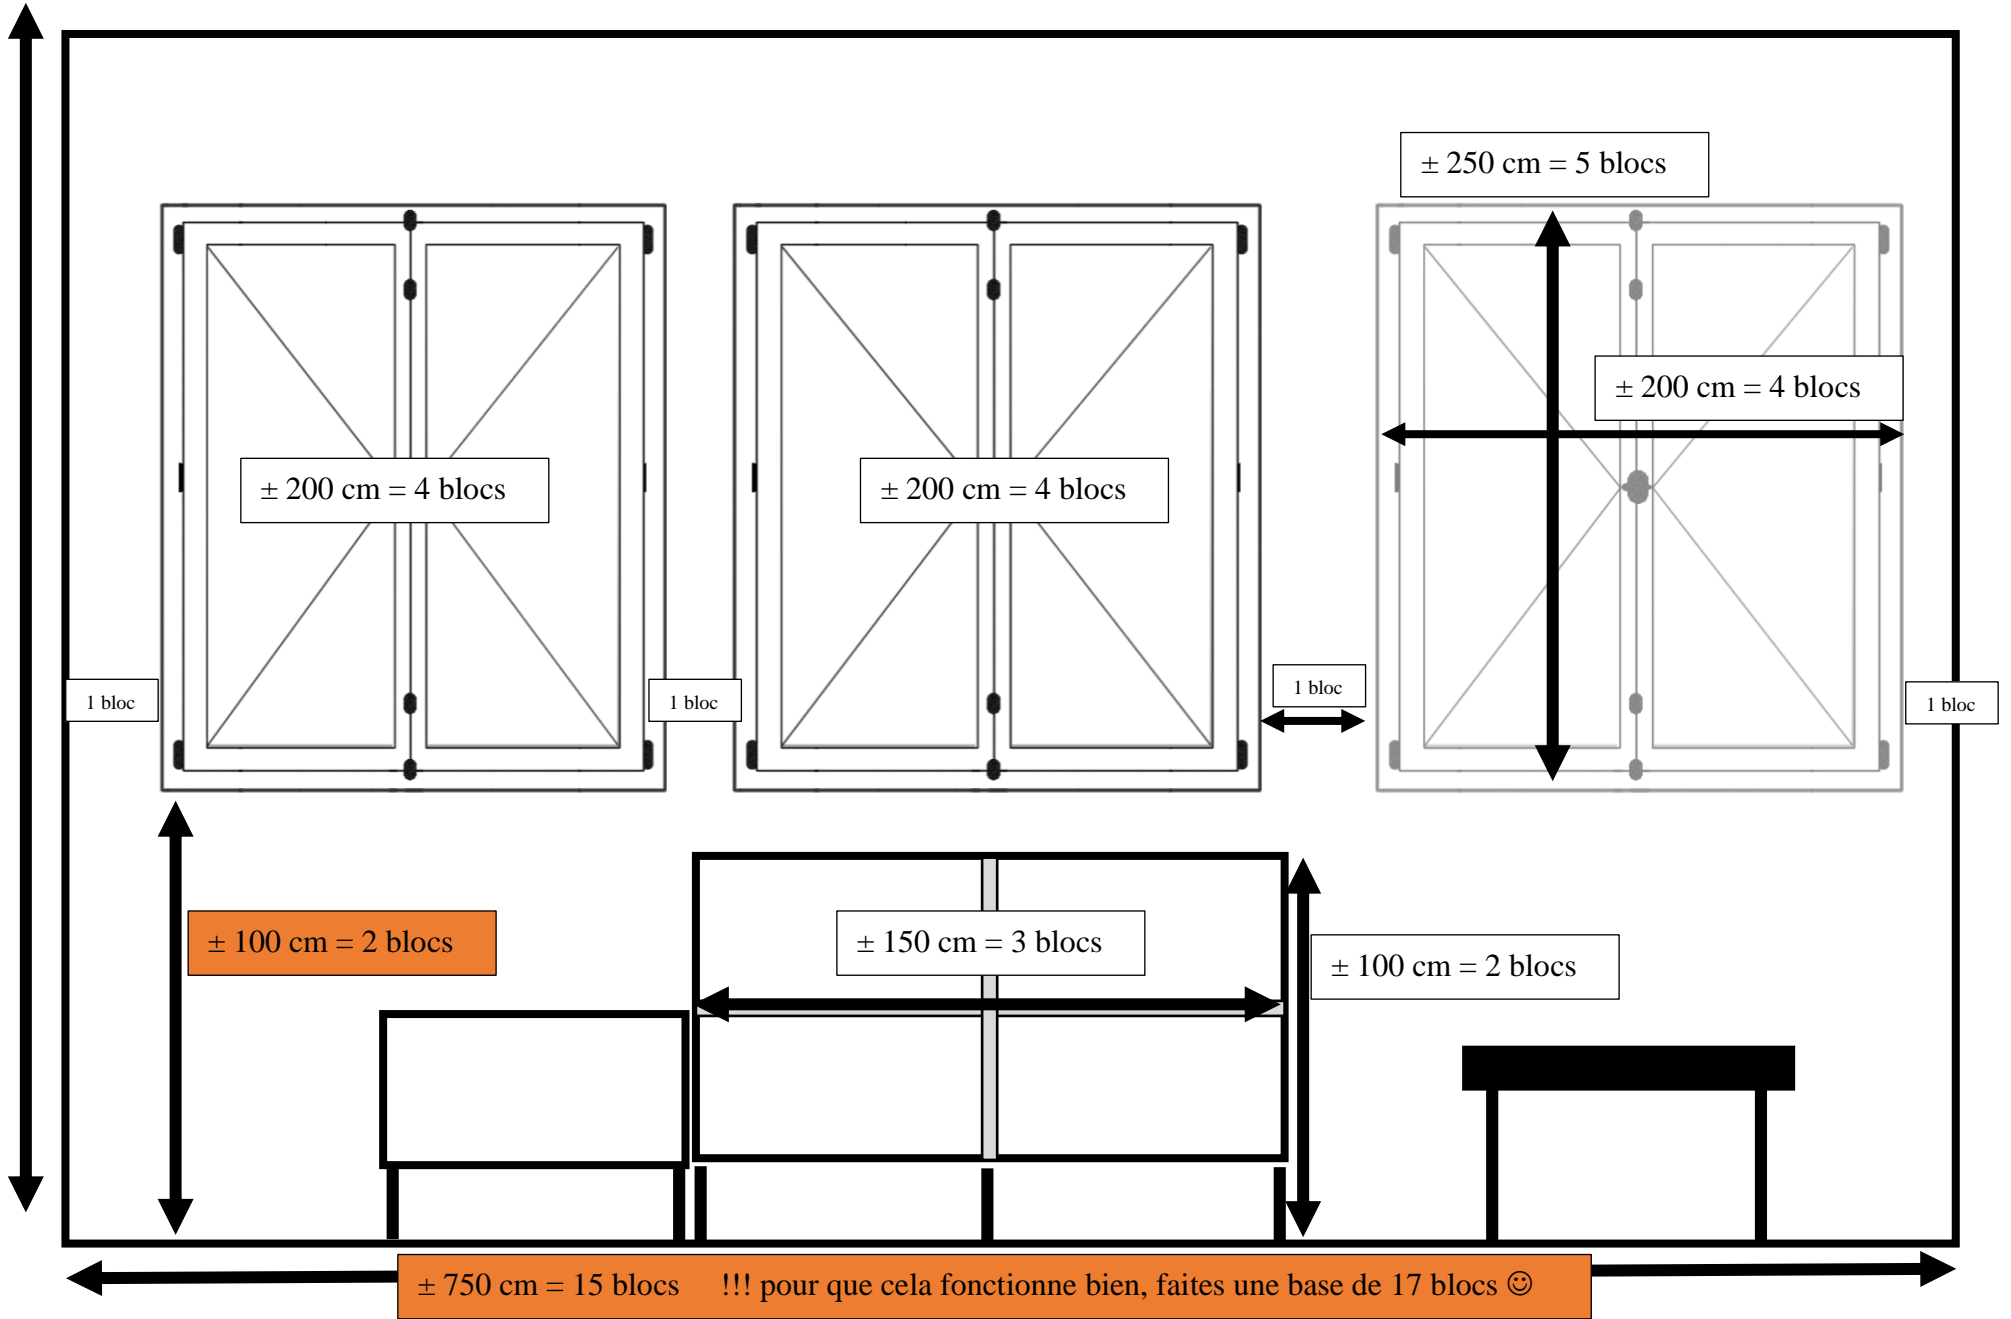 ± 250 cm = 5 blocs
± 200 cm = 4 blocs
± 200 cm = 4 blocs
± 200 cm = 4 blocs
1 bloc
1 bloc
1 bloc
1 bloc
± 100 cm = 2 blocs
± 150 cm = 3 blocs
± 100 cm = 2 blocs
± 750 cm = 15 blocs !!! pour que cela fonctionne bien, faites une base de 17 blocs ☺